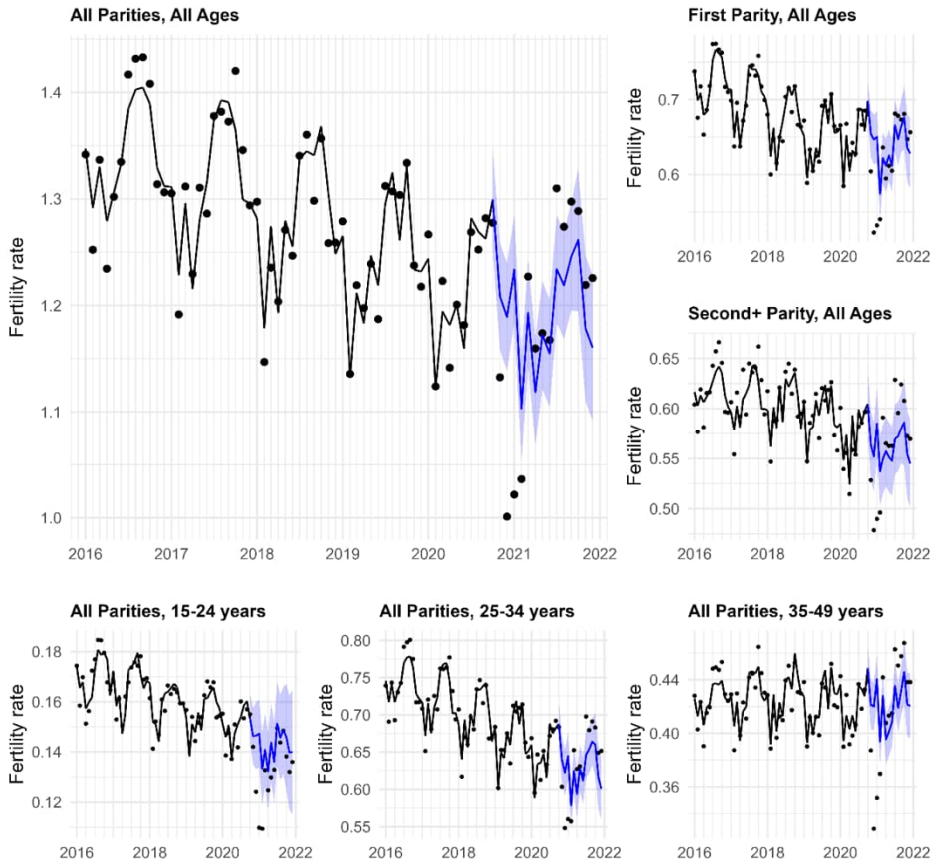 All Parities, All Ages
Fertility rate
1.4
1.3
1.2
1.1
1.0
2016 2017 2018 2019 2020 2021 2022
First Parity, All Ages
Fertility rate
0.7
0.6
2016 2018 2020 2022
Second+ Parity, All Ages
Fertility rate
0.65
0.60
0.55
0.50
2016 2018 2020 2022
All Parities, 15-24 years
Fertility rate
0.18
0.16
0.14
0.12
2016 2018 2020 2022
All Parities, 25-34 years
Fertility rate
0.80
0.75
0.70
0.65
0.60
0.55
2016 2018 2020 2022
All Parities, 35-49 years
Fertility rate
0.44
0.40
0.36
2016 2018 2020 2022